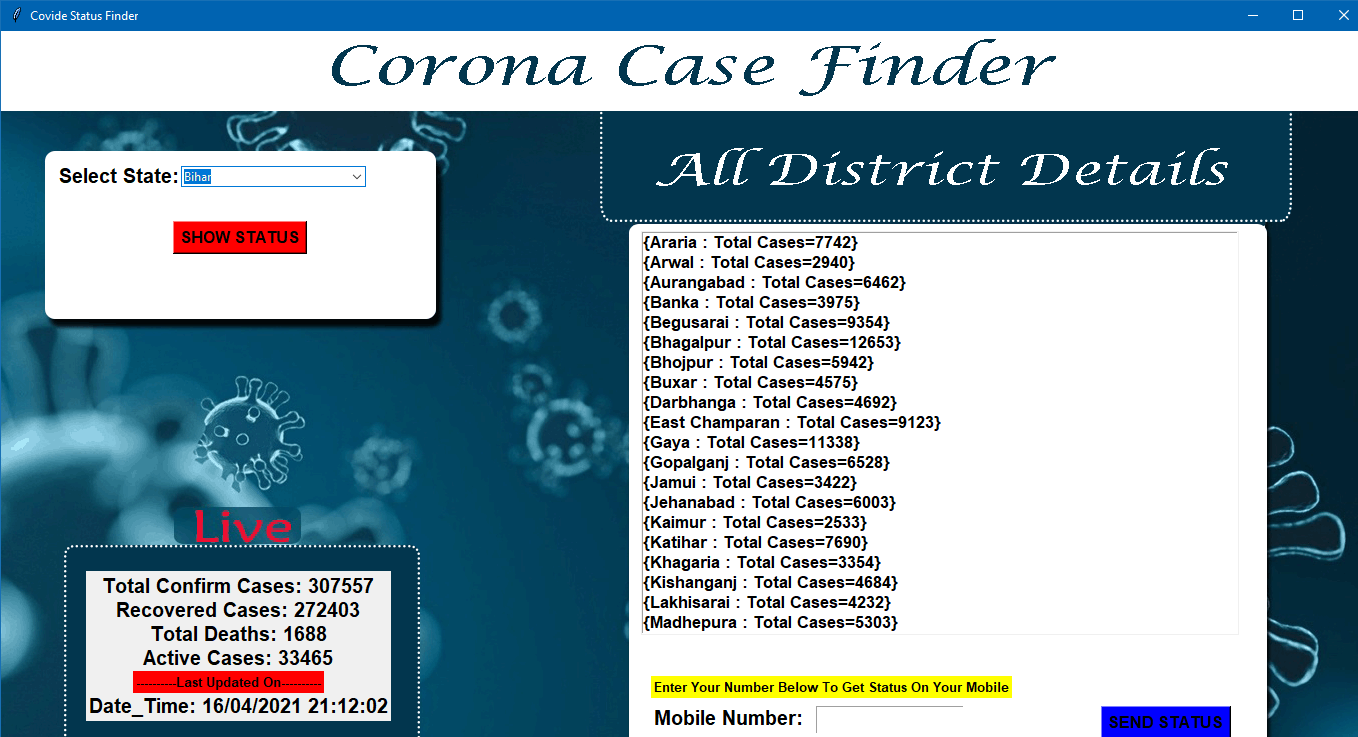 Covide Status Finder
Corona Case Finder
Select State: Bihar
SHOW STATUS
Live
Total Confirm Cases: 307557
Recovered Cases: 272403
Total Deaths: 1688
Active Cases: 33465
---------Last Updated On---------
Date_Time: 16/04/2021 21:12:02
All District Details
{Araria : Total Cases=7742}
{Arwal : Total Cases=2940}
{Aurangabad : Total Cases=6462}
{Banka : Total Cases=3975}
{Begusarai : Total Cases=9354}
{Bhagalpur : Total Cases=12653}
{Bhojpur : Total Cases=5942}
{Buxar : Total Cases=4575}
{Darbhanga : Total Cases=4692}
{East Champaran : Total Cases=9123}
{Gaya : Total Cases=11338}
{Gopalganj : Total Cases=6528}
{Jamui : Total Cases=3422}
{Jehanabad : Total Cases=6003}
{Kaimur : Total Cases=2533}
{Katihar : Total Cases=7690}
{Khagaria : Total Cases=3354}
{Kishanganj : Total Cases=4684}
{Lakhisarai : Total Cases=4232}
{Madhepura : Total Cases=5303}
Enter Your Number Below To Get Status On Your Mobile
Mobile Number:
SEND STATUS